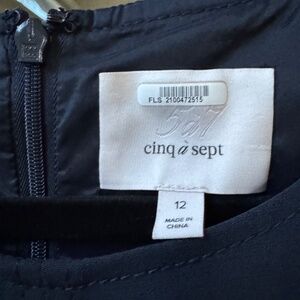 FLS 2100472515
5à7
cinq à sept
12
MADE IN
CHINA